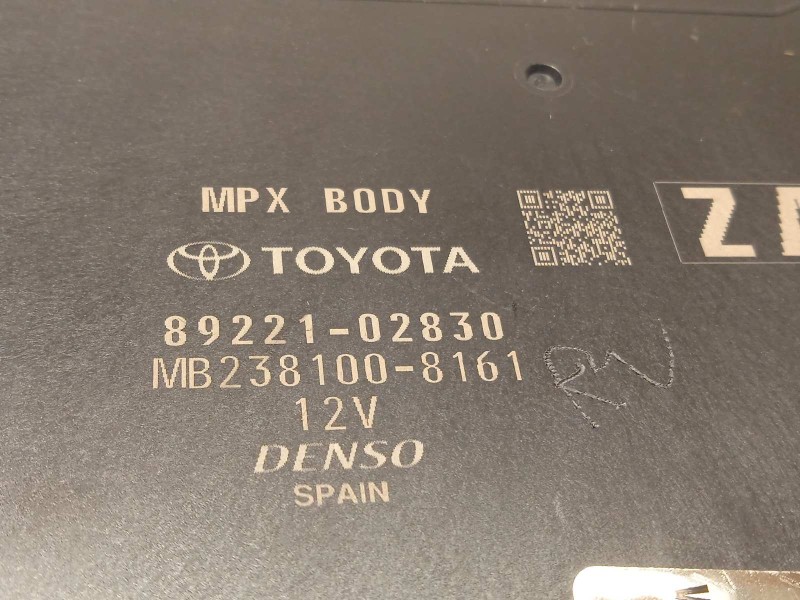 MPX BODY
TOYOTA
89221-02830
MB238100-8161
12V
DENSO
SPAIN